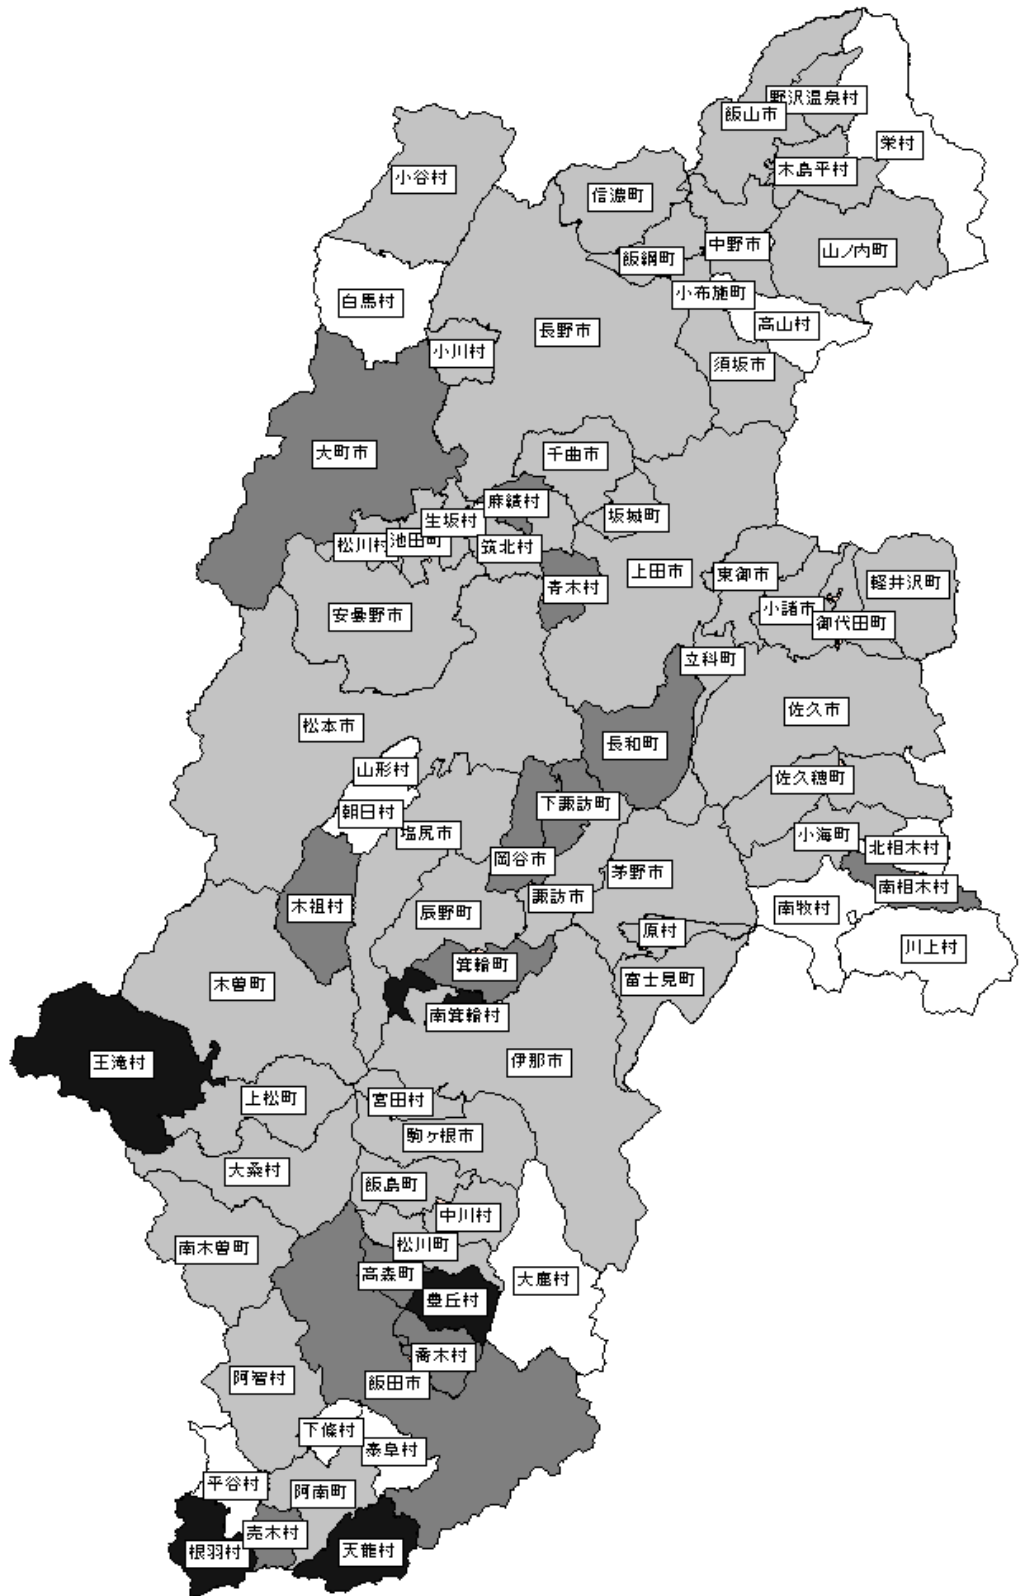 野沢温泉村
飯山市
栄村
木島平村
小谷村
信濃町
中野市
山ノ内町
飯綱町
小布施町
白馬村
高山村
長野市
小川村
須坂市
大町市
千曲市
麻績村
生坂村
坂城町
松川村
池田町
筑北村
上田市
東御市
軽井沢町
青木村
小諸市
安曇野市
御代田町
立科町
佐久市
松本市
長和町
山形村
佐久穂町
下諏訪町
朝日村
塩尻市
小海町
北相木村
岡谷市
茅野市
南相木村
諏訪市
木祖村
辰野町
南牧村
原村
川上村
箕輪町
富士見町
木曽町
南箕輪村
王滝村
伊那市
上松町
宮田村
駒ヶ根市
大桑村
飯島町
中川村
南木曽町
松川町
高森町
大鹿村
豊丘村
喬木村
阿智村
飯田市
下條村
泰阜村
平谷村
阿南町
売木村
根羽村
天龍村